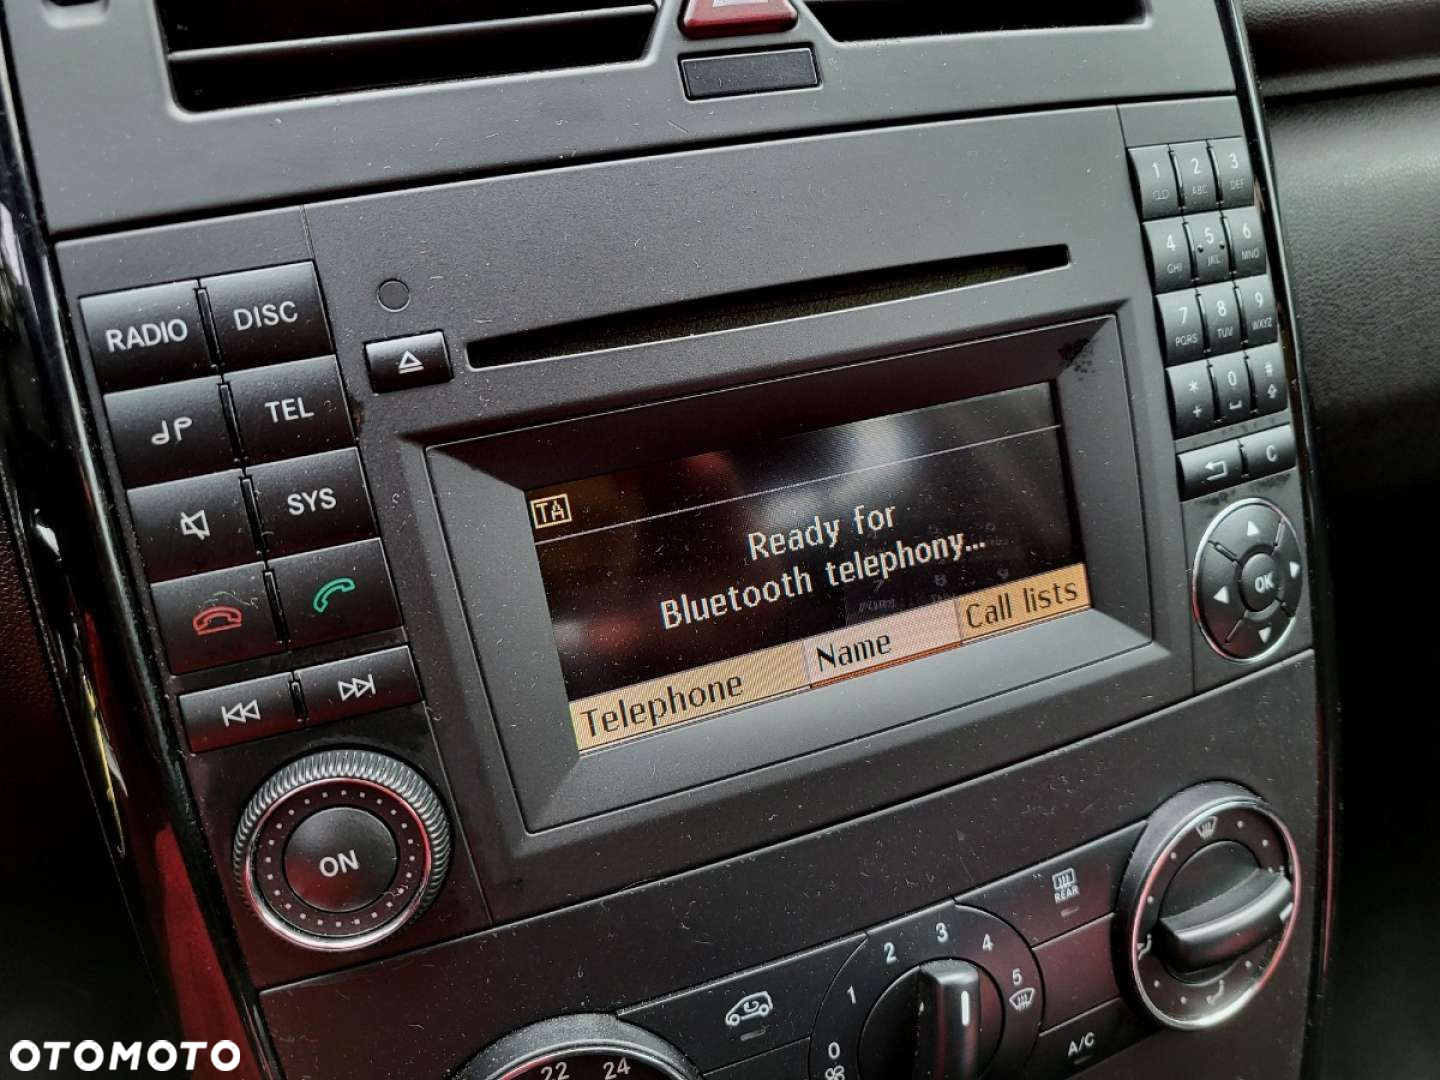 RADIO
DISC
TEL
SYS
ON
TA
Ready for
Bluetooth telephony...
Telephone
Name
Call lists
1
2 ABC
3 DEF
4 GHI
5 JKL
6 MNO
7 PQRS
8 TUV
9 WXYZ
*
+
0
#
C
OK
REAR
0
1
2
3
4
5
A/C
22
24
OTOMOTO